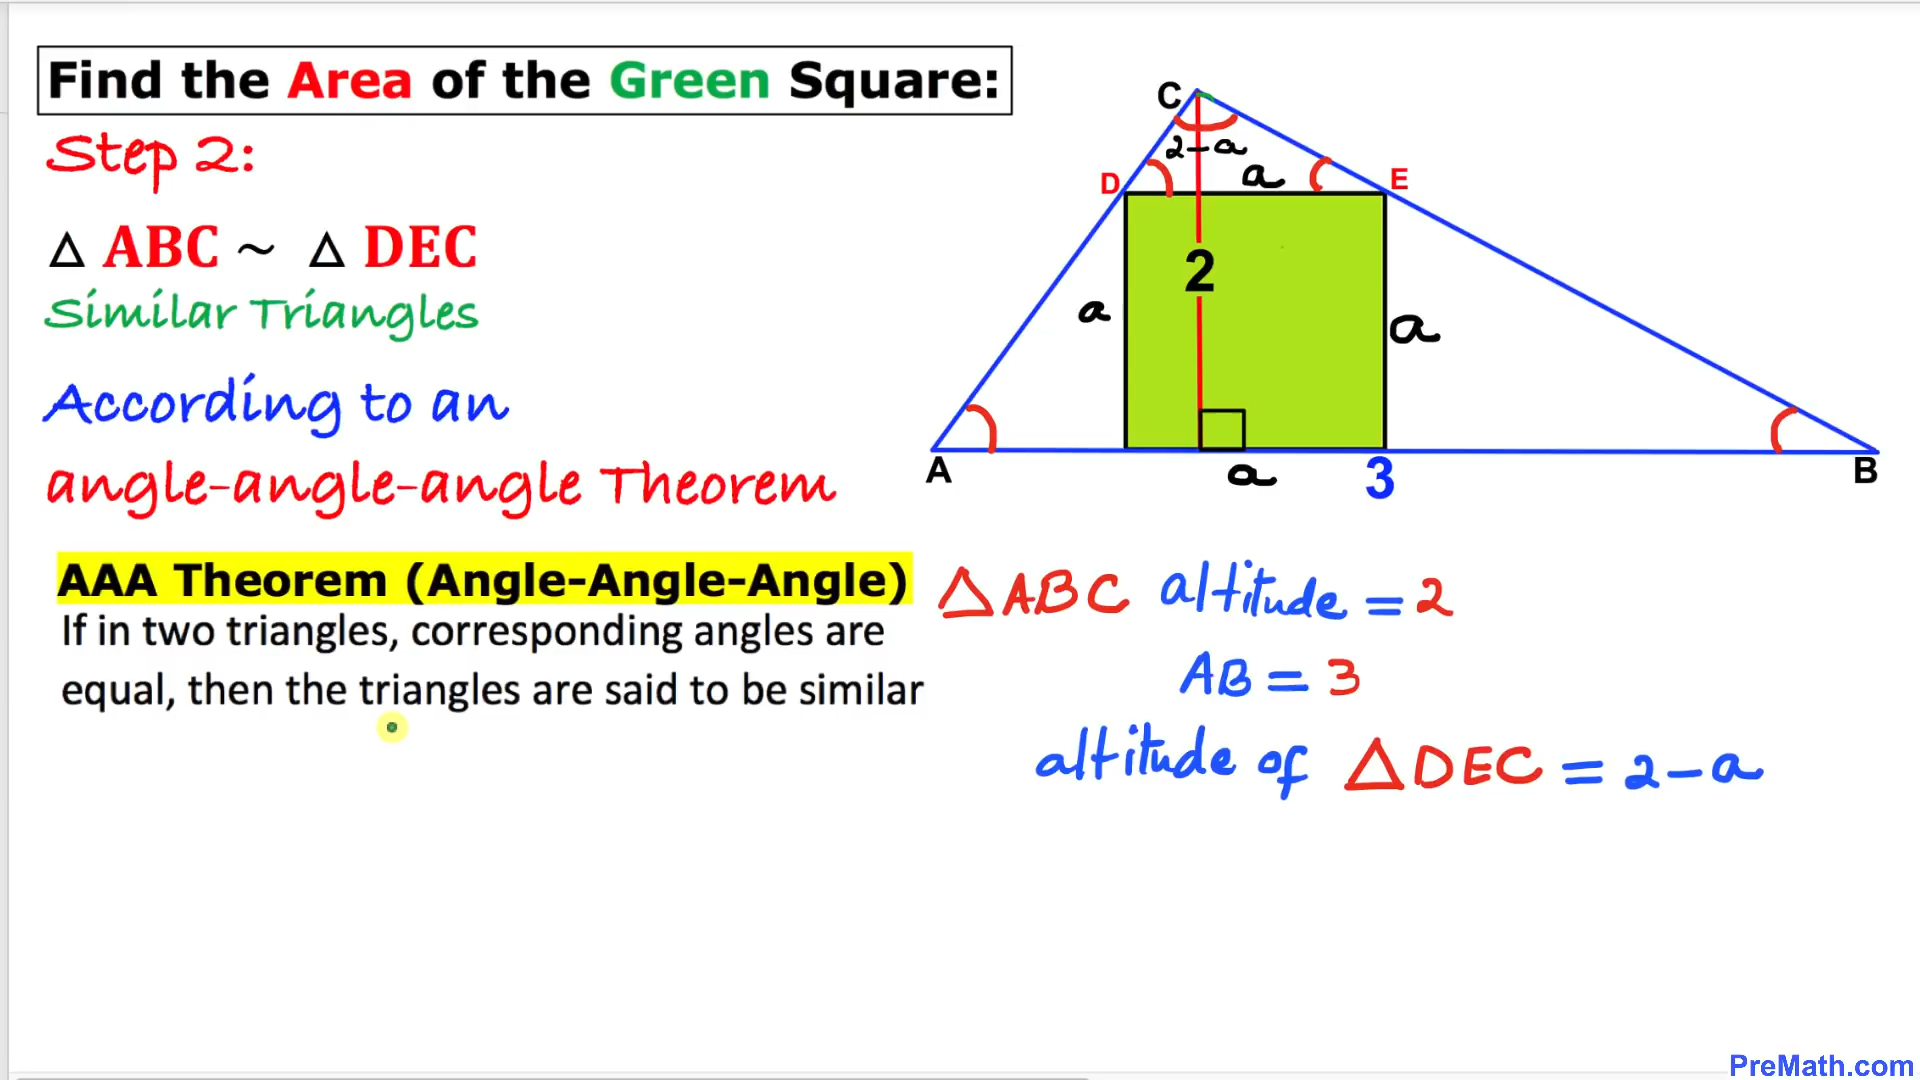 Find the Area of the Green Square:
Step 2:
△ ABC ~ △ DEC
Similar Triangles
According to an
angle-angle-angle Theorem
AAA Theorem (Angle-Angle-Angle)
If in two triangles, corresponding angles are
equal, then the triangles are said to be similar
C
2-a
D
a
E
2
a
a
A
a
3
B
△ABC altitude = 2
AB = 3
altitude of △DEC = 2-a
PreMath.com